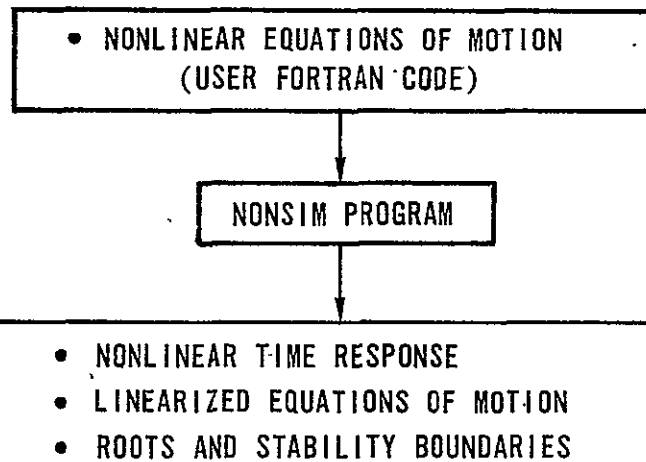 • NONLINEAR EQUATIONS OF MOTION
(USER FORTRAN CODE)
NONSIM PROGRAM
• NONLINEAR TIME RESPONSE
• LINEARIZED EQUATIONS OF MOTION
• ROOTS AND STABILITY BOUNDARIES